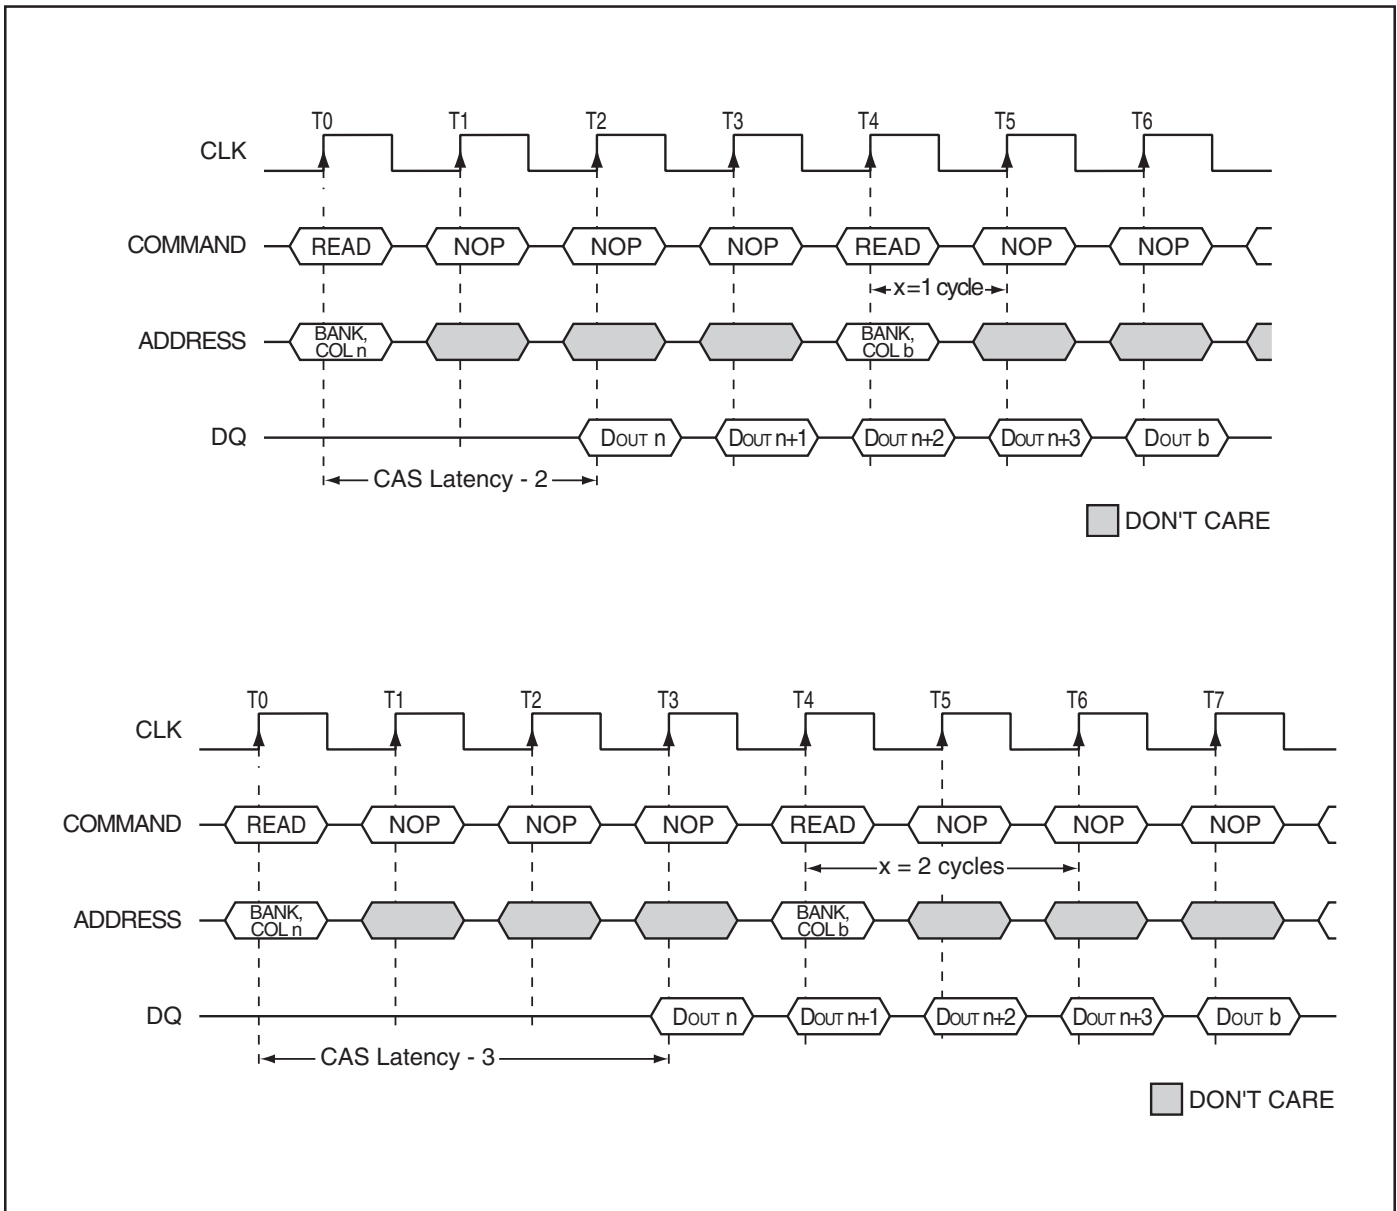 T0 T1 T2 T3 T4 T5 T6
CLK
COMMAND READ NOP NOP NOP READ NOP NOP
x=1 cycle
ADDRESS BANK, COL n BANK, COL b
DQ DOUT n DOUT n+1 DOUT n+2 DOUT n+3 DOUT b
CAS Latency - 2
DON'T CARE
T0 T1 T2 T3 T4 T5 T6 T7
CLK
COMMAND READ NOP NOP NOP READ NOP NOP NOP
x = 2 cycles
ADDRESS BANK, COL n BANK, COL b
DQ DOUT n DOUT n+1 DOUT n+2 DOUT n+3 DOUT b
CAS Latency - 3
DON'T CARE